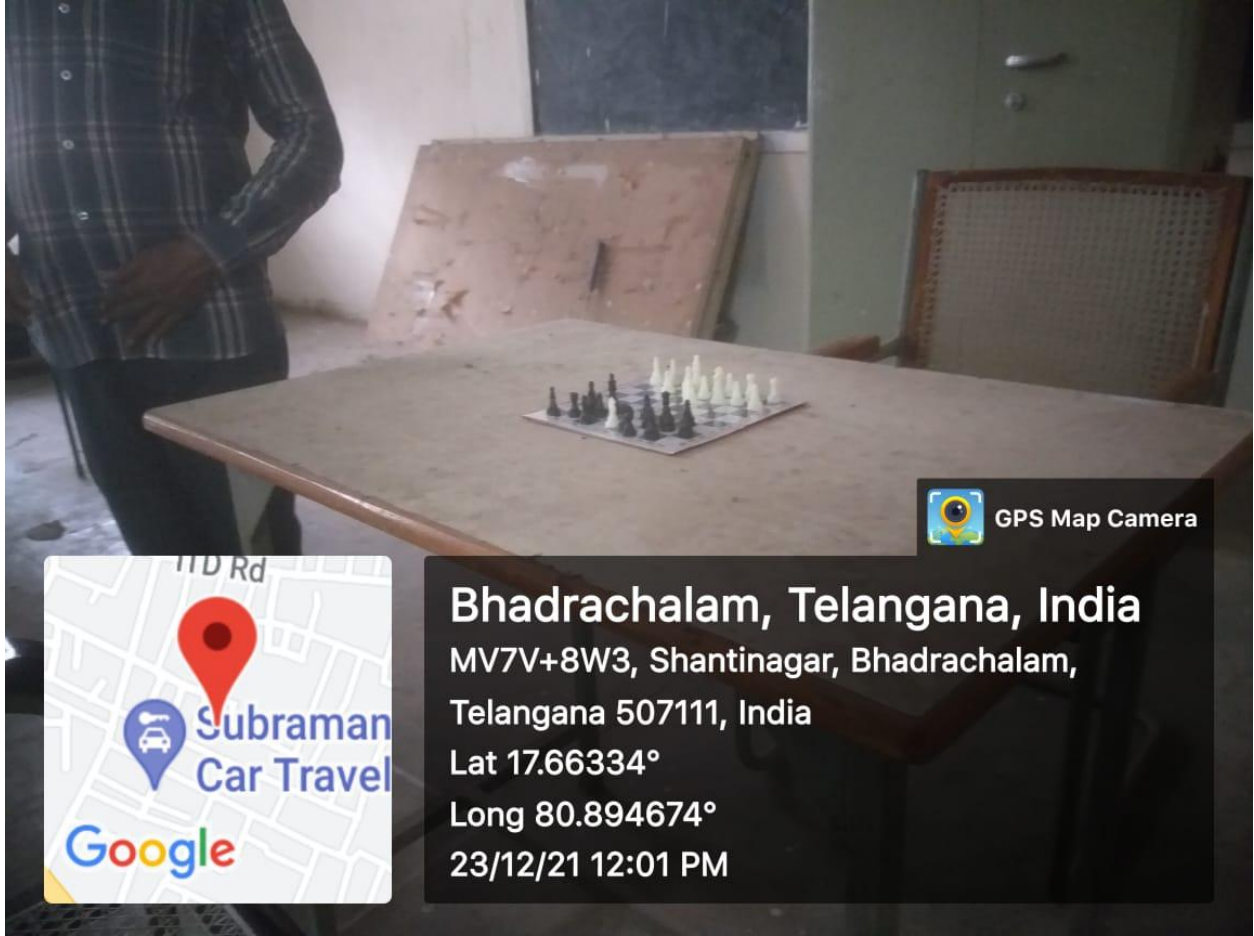 GPS Map Camera
ITD Rd
Subraman
Car Travel
Google
Bhadrachalam, Telangana, India
MV7V+8W3, Shantinagar, Bhadrachalam,
Telangana 507111, India
Lat 17.66334°
Long 80.894674°
23/12/21 12:01 PM